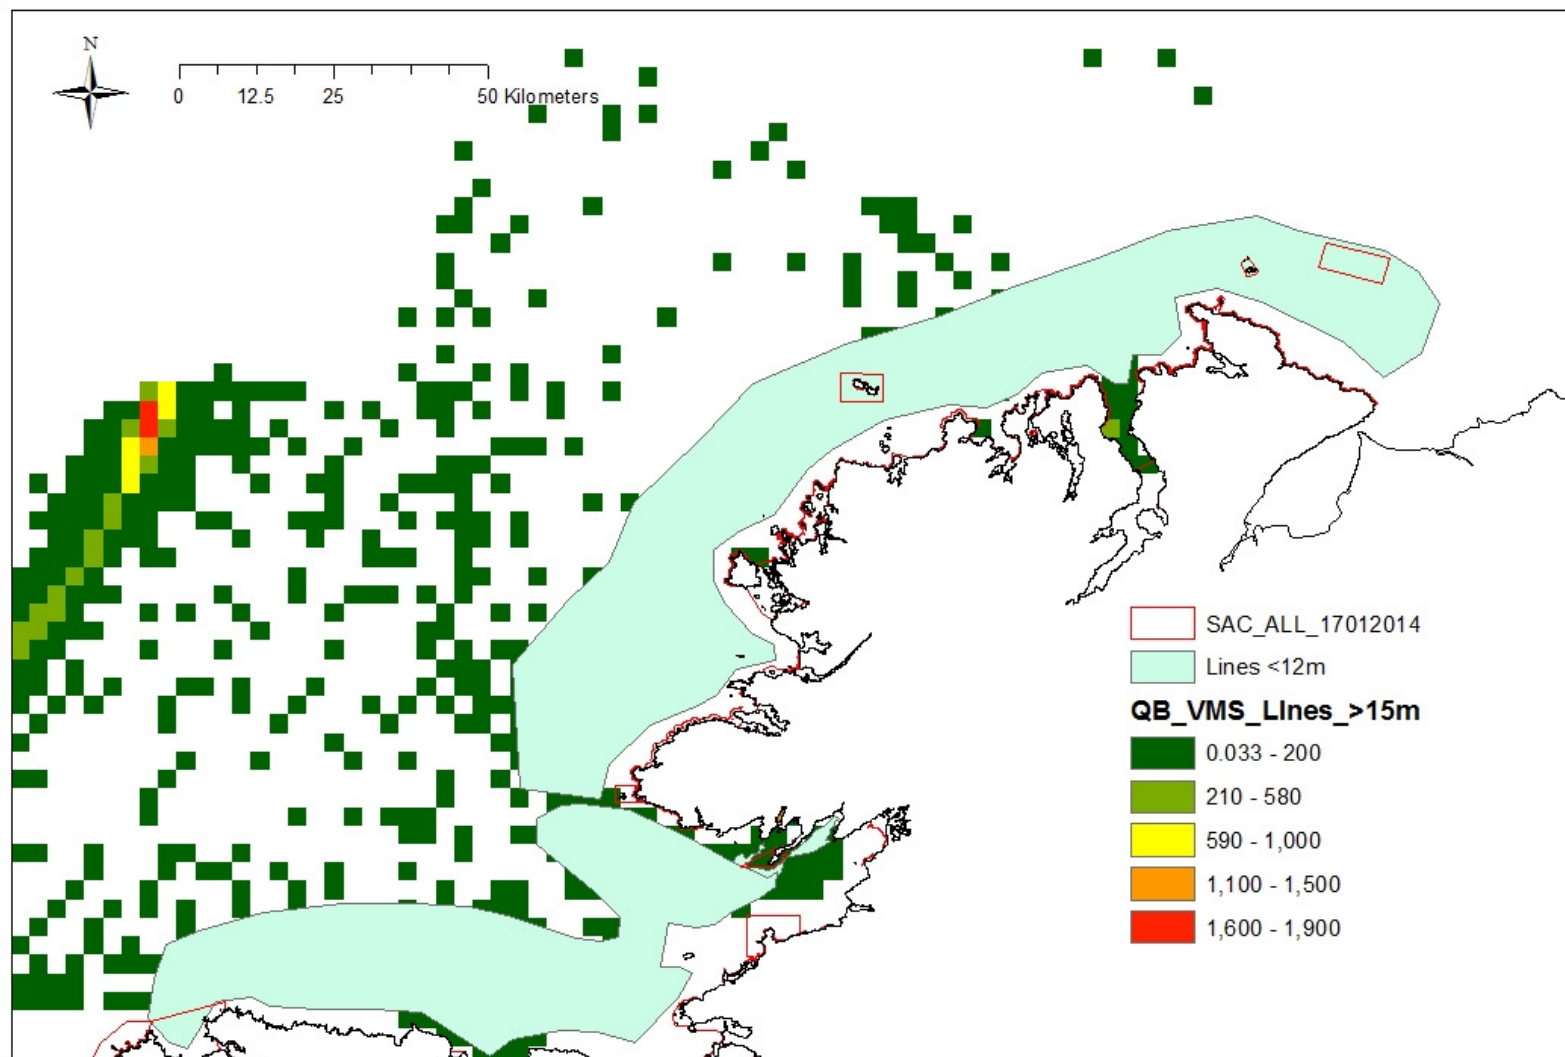 N
0 12.5 25 50 Kilometers
SAC_ALL_17012014
Lines <12m
QB_VMS_LInes_>15m
0.033 - 200
210 - 580
590 - 1,000
1,100 - 1,500
1,600 - 1,900